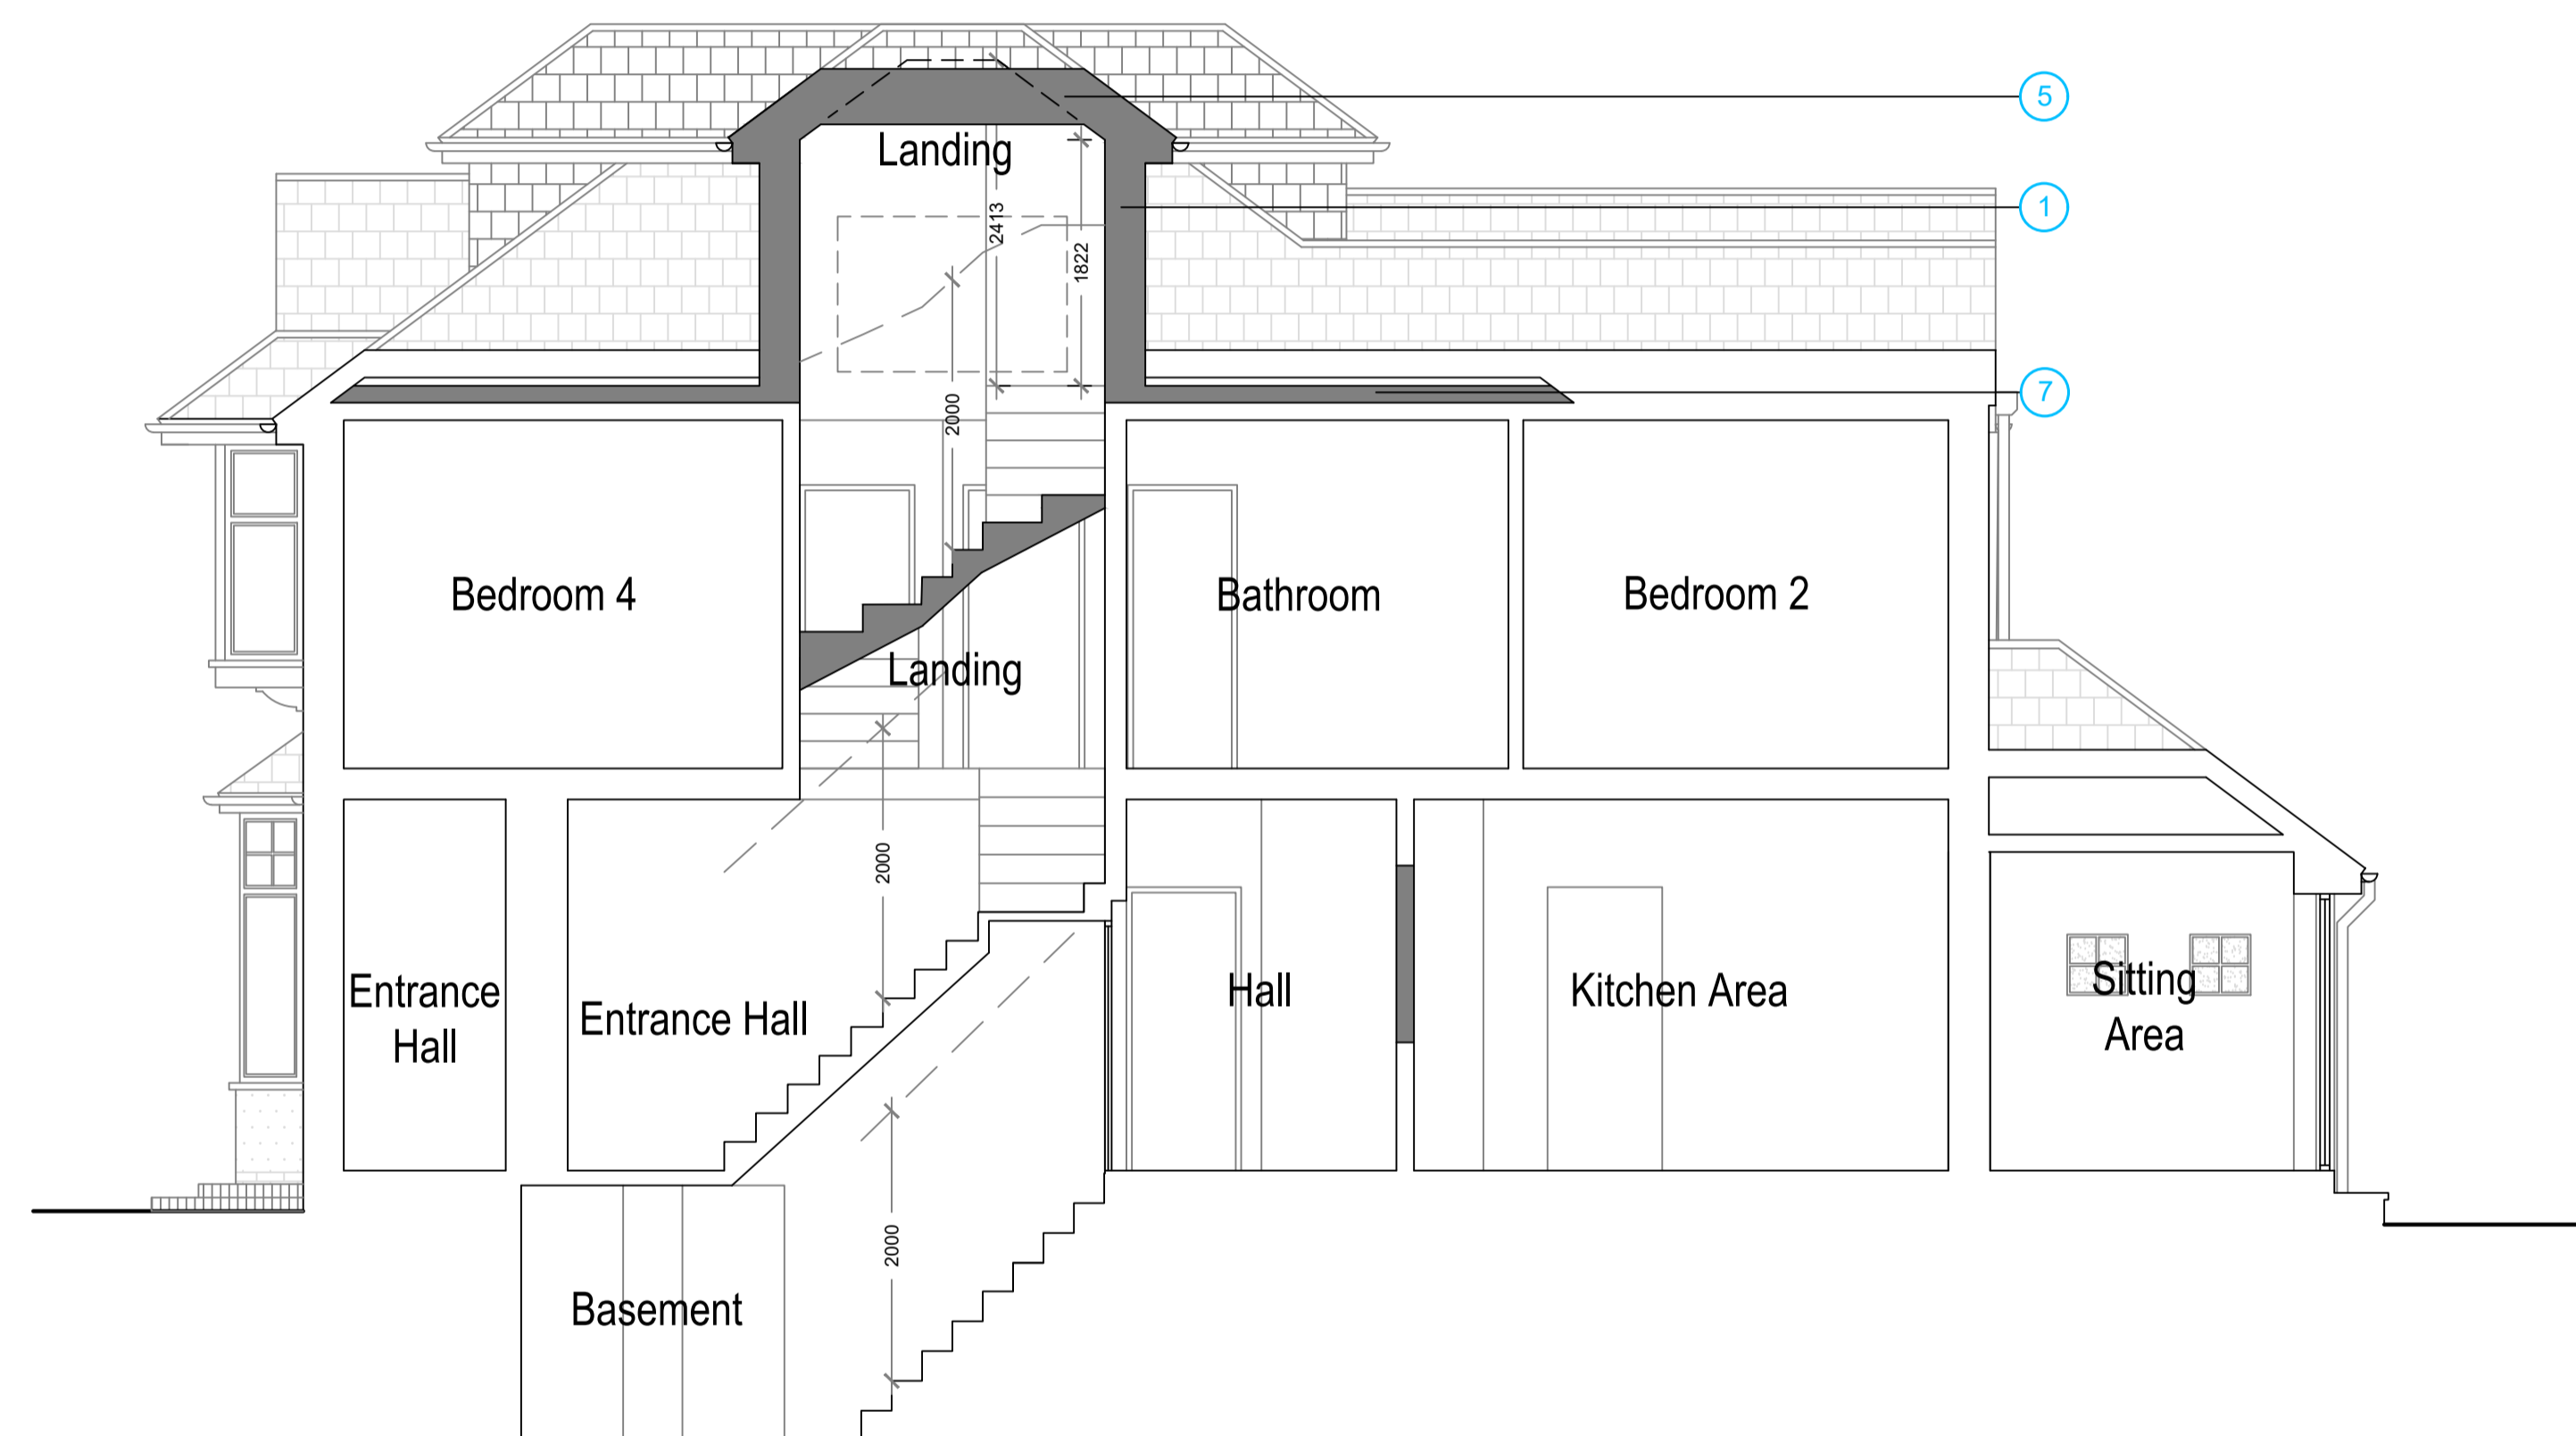 5
Landing
1
2413
1822
7
2000
Bedroom 4
Bathroom
Bedroom 2
Landing
2000
Entrance
Hall
Entrance Hall
Hall
Kitchen Area
Sitting
Area
2000
Basement